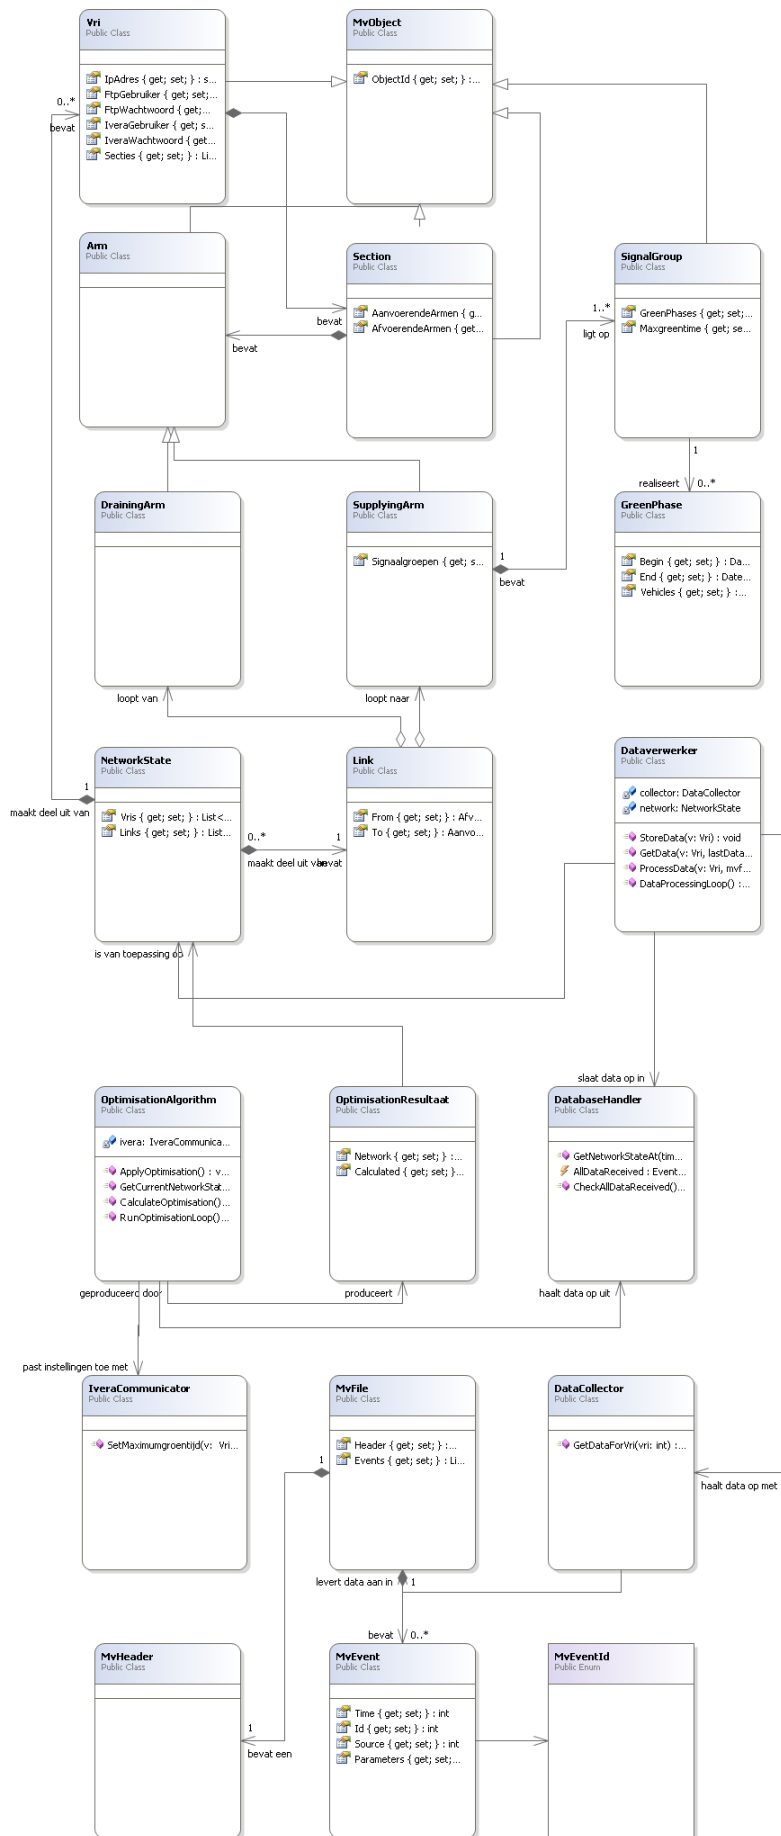 Vri
Public Class
IpAdres { get; set; } : s...
FtpGebruiker { get; set;...
FtpWachtwoord { get;...
IveraGebruiker { get; s...
IveraWachtwoord { get...
Secties { get; set; } : Li...
MvObject
Public Class
ObjectId { get; set; } :...
0..*
bevat
Arm
Public Class
Section
Public Class
AanvoerendeArmen { g...
AfvoerendeArmen { get...
bevat
bevat
SignalGroup
Public Class
GreenPhases { get; set;...
Maxgreentime { get; se...
1..*
ligt op
1
realiseert
0..*
DrainingArm
Public Class
SupplyingArm
Public Class
Signaalgroepen { get; s...
1
bevat
GreenPhase
Public Class
Begin { get; set; } : Da...
End { get; set; } : Date...
Vehicles { get; set; } :...
loopt van
loopt naar
NetworkState
Public Class
Vris { get; set; } : List<...
Links { get; set; } : List...
1
maakt deel uit van
0..*
maakt deel uit van
1
bevat
Link
Public Class
From { get; set; } : Afv...
To { get; set; } : Aanvo...
Dataverwerker
Public Class
collector: DataCollector
network: NetworkState
StoreData(v: Vri) : void
GetData(v: Vri, lastData...
ProcessData(v: Vri, mvf...
DataProcessingLoop() :...
is van toepassing op
slaat data op in
OptimisationAlgorithm
Public Class
ivera: IveraCommunica...
ApplyOptimisation() : v...
GetCurrentNetworkStat...
CalculateOptimisation()...
RunOptimisationLoop()...
OptimisationResultaat
Public Class
Network { get; set; } :...
Calculated { get; set; }...
DatabaseHandler
Public Class
GetNetworkStateAt(tim...
AllDataReceived : Event...
CheckAllDataReceived()...
geproduceerd door
produceert
haalt data op uit
past instellingen toe met
IveraCommunicator
Public Class
SetMaximumgroentijd(v: Vri...
MvFile
Public Class
Header { get; set; } :...
Events { get; set; } : Li...
1
DataCollector
Public Class
GetDataForVri(vri: int) :...
haalt data op met
levert data aan in
1
bevat
0..*
MvHeader
Public Class
1
bevat een
MvEvent
Public Class
Time { get; set; } : int
Id { get; set; } : int
Source { get; set; } : int
Parameters { get; set;...
MvEventId
Public Enum